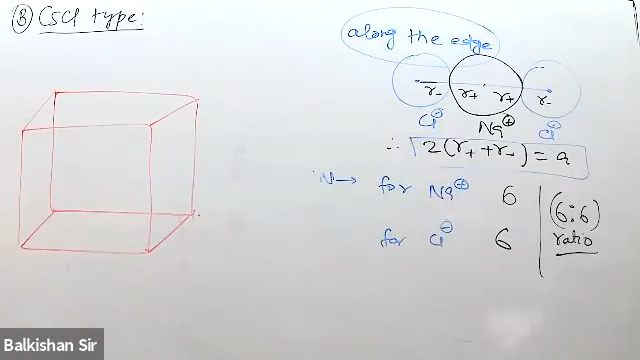 ③ CsCl type:
along the edge
r- r+ r+ r-
Cl⊖ Na⊕ Cl⊖
∴ 2(r+ + r-) = a
N→ for Na⊕ 6
for Cl⊖ 6
(6:6)
ratio
Balkishan Sir